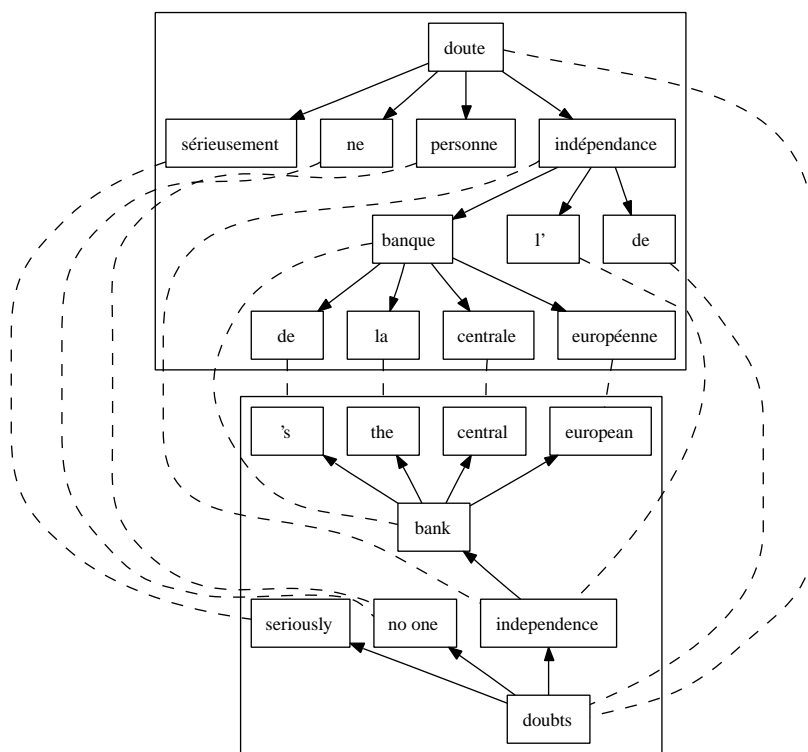 doute
sérieusement ne personne indépendance
banque l’ de
de la centrale européenne
’s the central european
bank
seriously no one independence
doubts